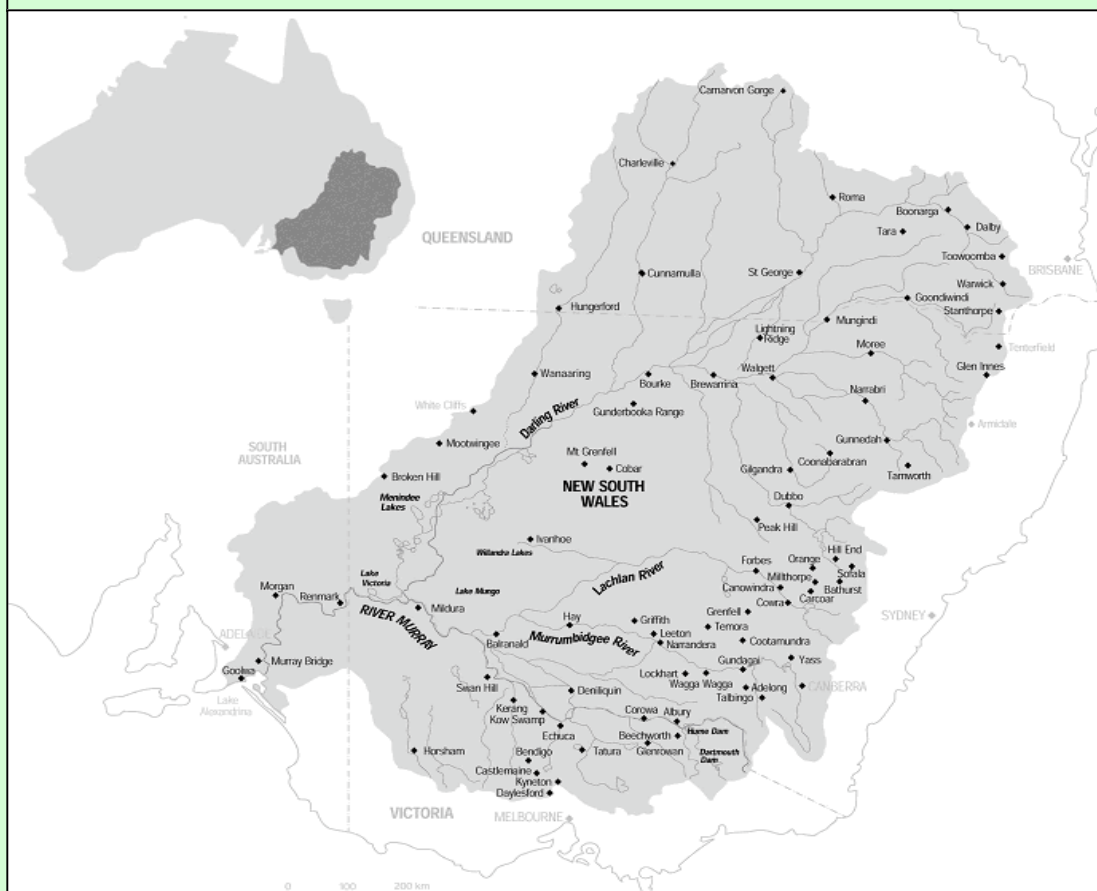 Carnarvon Gorge
Charleville
Roma
Boonarga
Tara
Dalby
QUEENSLAND
Toowoomba
BRISBANE
Cunnamulla
St George
Warwick
Goondiwindi
Hungerford
Stanthorpe
Mungindi
Lightning
Ridge
Moree
Tenterfield
Glen Innes
Walgett
Wanaaring
Bourke
Brewarrina
Narrabri
White Cliffs
Darling River
Gunderbooka Range
Armidale
SOUTH
AUSTRALIA
Mootwingee
Gunnedah
Mt Grenfell
Cobar
Coonabarabran
Gilgandra
Tamworth
Broken Hill
NEW SOUTH
WALES
Menindee
Lakes
Dubbo
Peak Hill
Ivanhoe
Willandra Lakes
Hill End
Forbes
Orange
Lake
Victoria
Lachlan River
Millthorpe
Sofala
Morgan
Renmark
Lake Mungo
Canowindra
Bathurst
Carcoar
Cowra
RIVER MURRAY
Mildura
Grenfell
SYDNEY
Hay
Griffith
Temora
ADELAIDE
Balranald
Murrumbidgee River
Leeton
Narrandera
Cootamundra
Murray Bridge
Gundagai
Yass
Goolwa
Lockhart
Wagga Wagga
Swan Hill
Deniliquin
Adelong
CANBERRA
Talbingo
Lake
Alexandrina
Kerang
Kow Swamp
Corowa
Albury
Echuca
Beechworth
Hume Dam
Horsham
Bendigo
Tatura
Glenrowan
Dartmouth
Dam
Castlemaine
Kyneton
Daylesford
VICTORIA
MELBOURNE
0 100 200 km